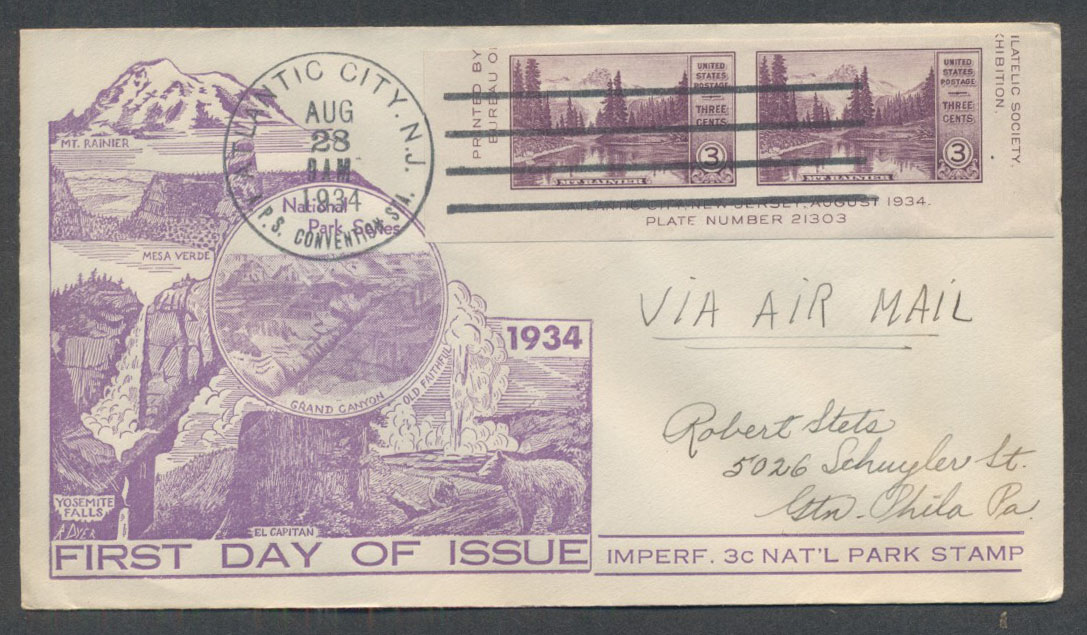 PRINTED BY
BUREAU O
ATLANTIC CITY, N.J.
AUG
28
9 AM
1934
A.P.S. CONVENTION STA.
UNITED
STATES
POSTAGE
THREE
CENTS
3
MT. RAINIER
UNITED
STATES
POSTAGE
THREE
CENTS
3
MT. RAINIER
ILATELIC SOCIETY,
HIBITION.
ATLANTIC CITY, NEW JERSEY, AUGUST 1934.
PLATE NUMBER 21303
MT. RAINIER
National
Park Series
MESA VERDE
VIA AIR MAIL
1934
GRAND CANYON
OLD FAITHFUL
Robert Stets
5026 Schuyler St.
Gtn. Phila Pa.
YOSEMITE
FALLS
A DYER
EL CAPITAN
FIRST DAY OF ISSUE
IMPERF. 3c NAT'L PARK STAMP